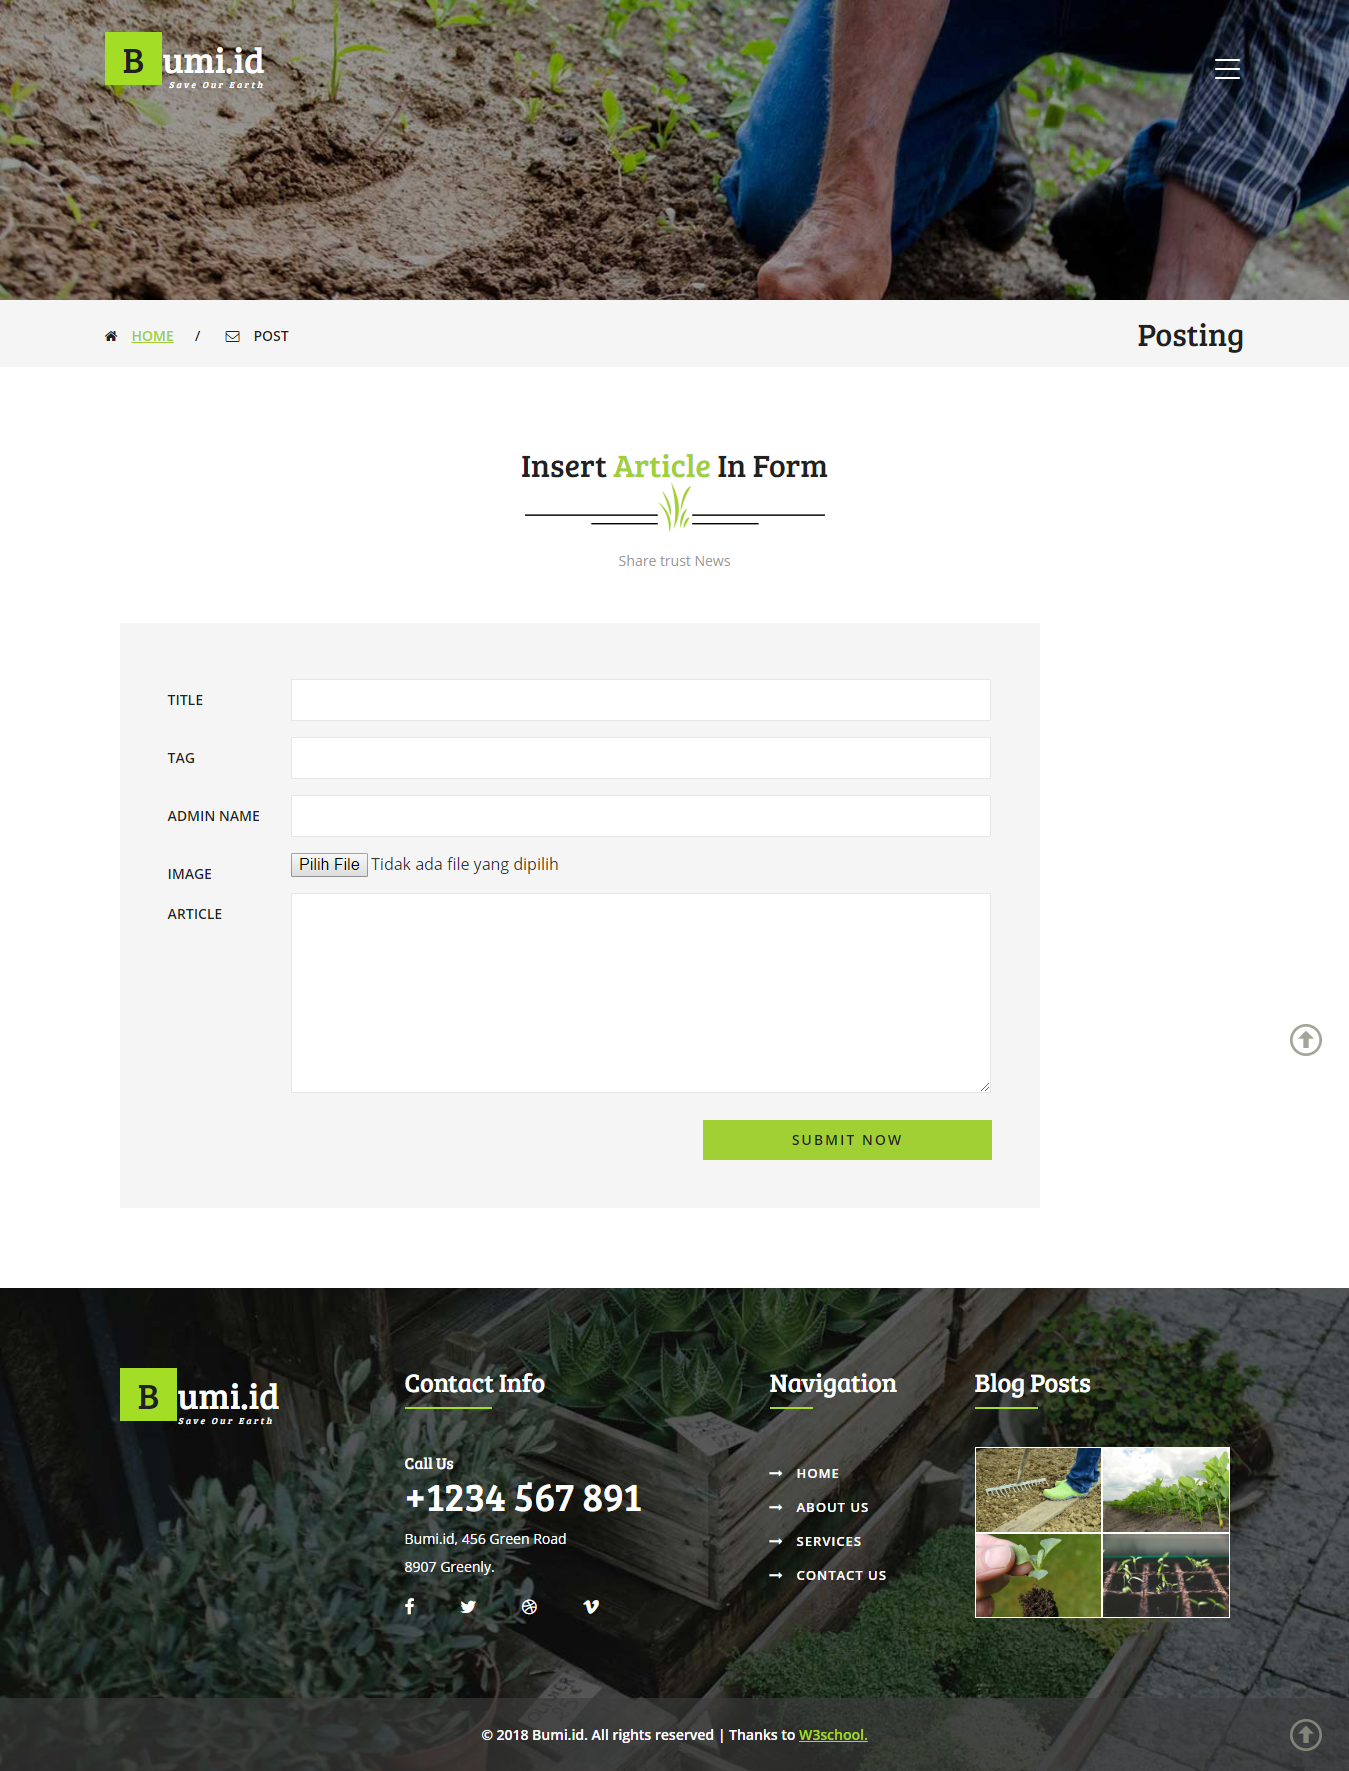 Bumi.id
Save Our Earth
HOME / POST
Posting
Insert Article In Form
Share trust News
TITLE
TAG
ADMIN NAME
IMAGE
Pilih File Tidak ada file yang dipilih
ARTICLE
SUBMIT NOW
Bumi.id
Save Our Earth
Contact Info
Call Us
+1234 567 891
Bumi.id, 456 Green Road
8907 Greenly.
Navigation
HOME
ABOUT US
SERVICES
CONTACT US
Blog Posts
© 2018 Bumi.id. All rights reserved | Thanks to W3school.